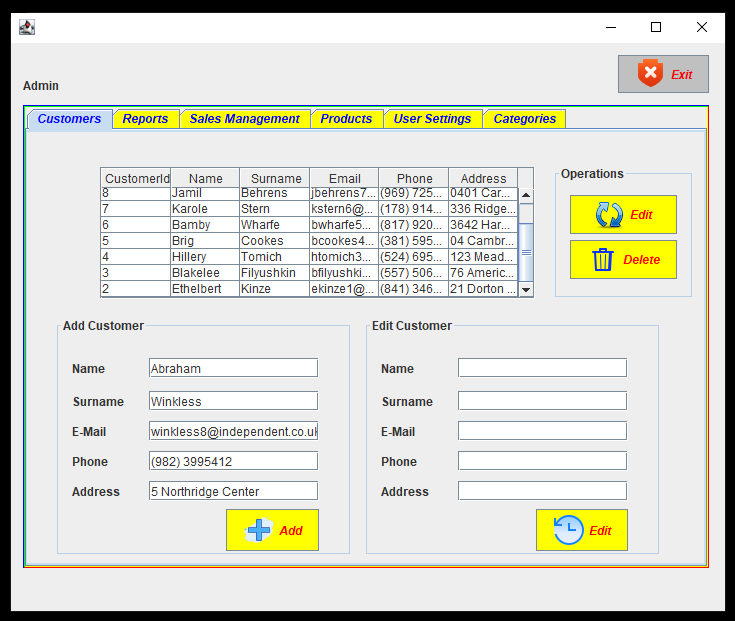 Exit
Admin
Customers Reports Sales Management Products User Settings Categories
CustomerId Name Surname Email Phone Address
8 Jamil Behrens jbehrens7... (969) 725... 0401 Car...
7 Karole Stern kstern6@... (178) 914... 336 Ridge...
6 Bamby Wharfe bwharfe5... (817) 920... 3642 Har...
5 Brig Cookes bcookes4... (381) 595... 04 Cambr...
4 Hillery Tomich htomich3... (524) 695... 123 Mead...
3 Blakelee Filyushkin bfilyushki... (557) 506... 76 Americ...
2 Ethelbert Kinze ekinze1@... (841) 346... 21 Dorton ...
Operations
Edit
Delete
Add Customer
Name Abraham
Surname Winkless
E-Mail winkless8@independent.co.uk
Phone (982) 3995412
Address 5 Northridge Center
Add
Edit Customer
Name
Surname
E-Mail
Phone
Address
Edit